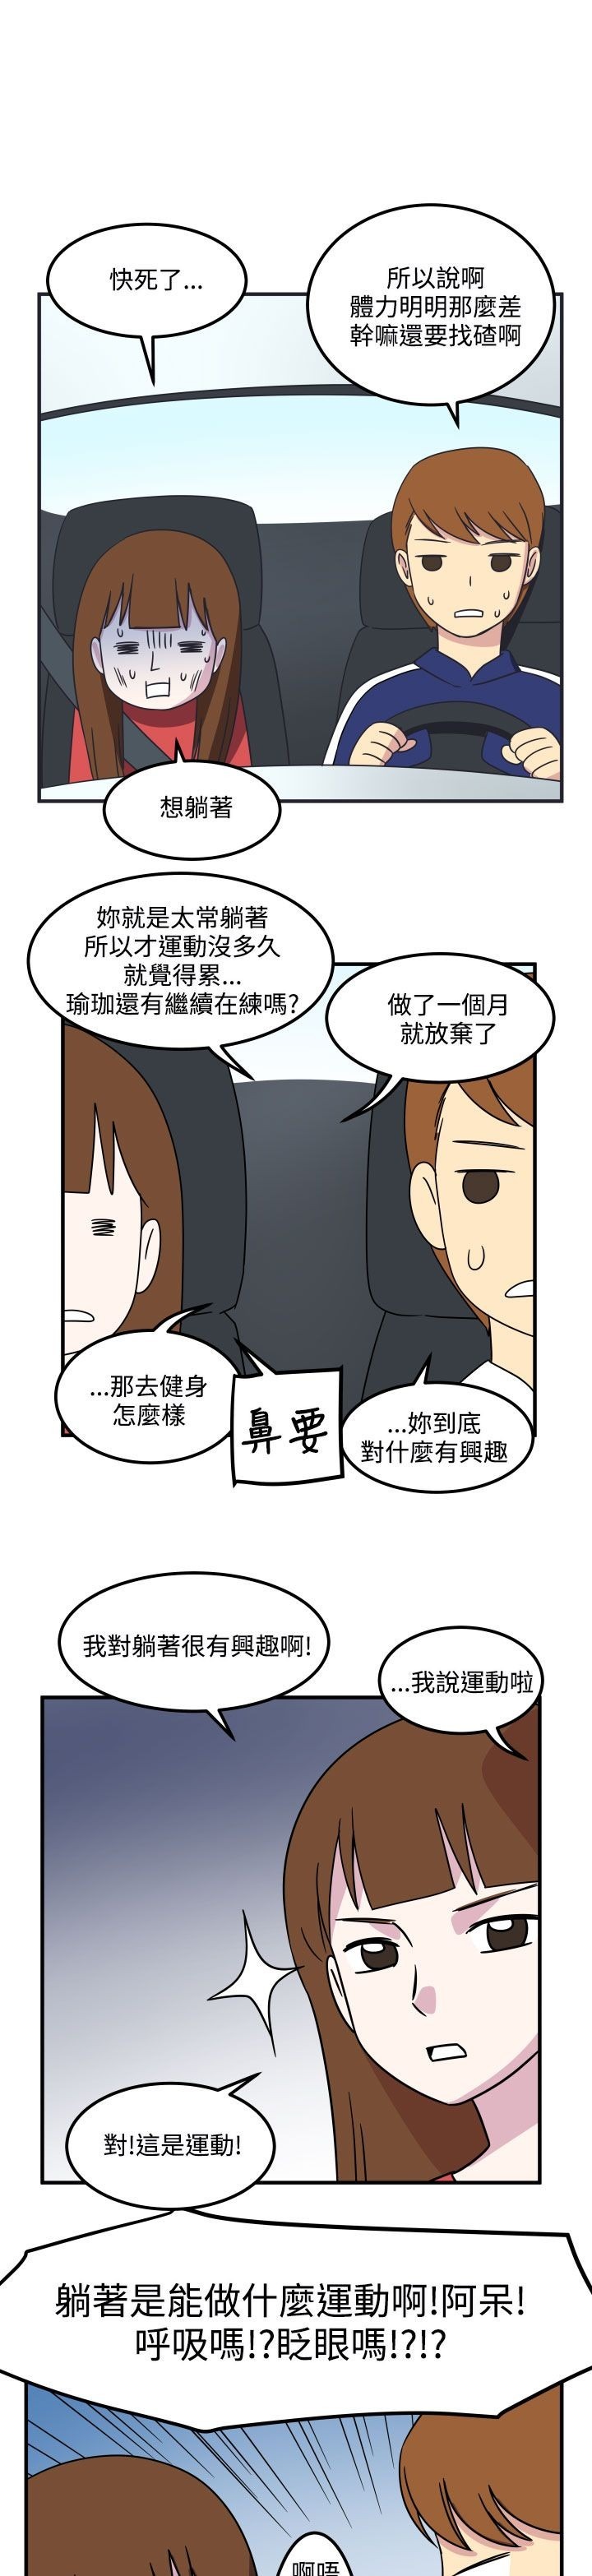 快死了...
所以說啊
體力明明那麼差
幹嘛還要找碴啊
想躺著
妳就是太常躺著
所以才運動沒多久
就覺得累...
瑜珈還有繼續在練嗎?
做了一個月
就放棄了
...那去健身
怎麼樣
鼻要
...妳到底
對什麼有興趣
我對躺著很有興趣啊!
...我說運動啦
對!這是運動!
躺著是能做什麼運動啊!阿呆!
呼吸嗎!?眨眼嗎!?!?
啊唔